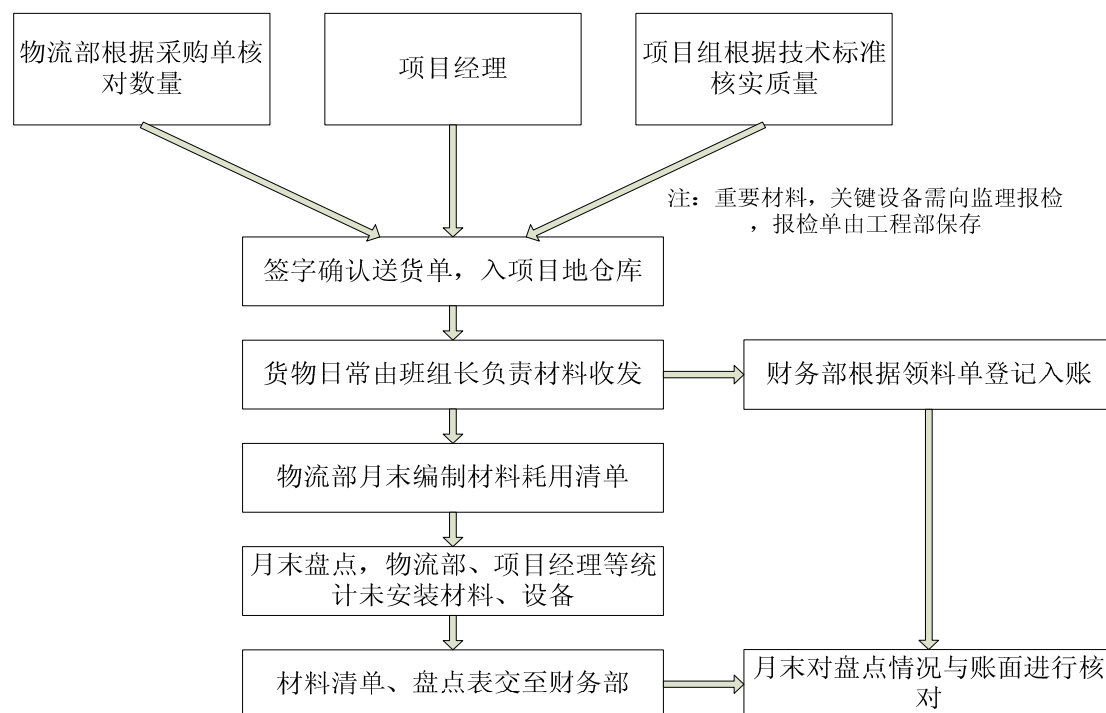 物流部根据采购单核
对数量
项目经理
项目组根据技术标准
核实质量
注：重要材料，关键设备需向监理报检
，报检单由工程部保存
签字确认送货单，入项目地仓库
货物日常由班组长负责材料收发
财务部根据领料单登记入账
物流部月末编制材料耗用清单
月末盘点，物流部、项目经理等统
计未安装材料、设备
材料清单、盘点表交至财务部
月末对盘点情况与账面进行核
对